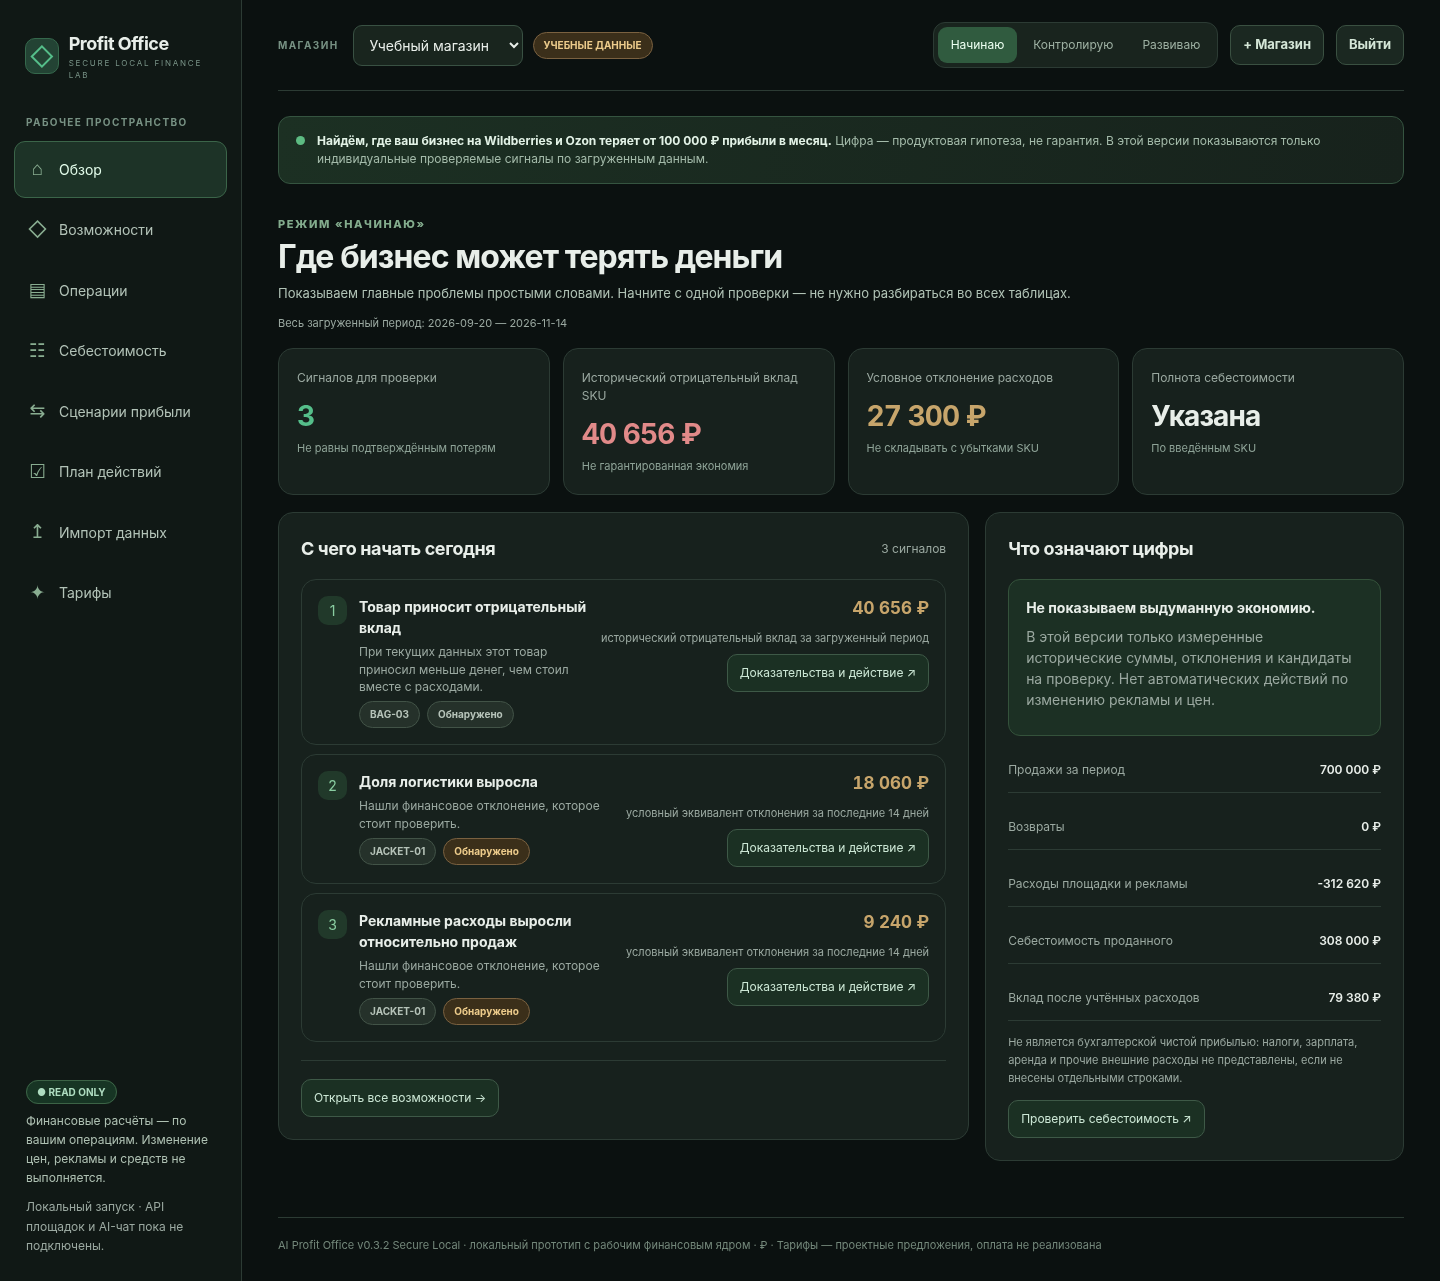 Profit Office
SECURE LOCAL FINANCE
LAB
РАБОЧЕЕ ПРОСТРАНСТВО
Обзор
Возможности
Операции
Себестоимость
Сценарии прибыли
План действий
Импорт данных
Тарифы
READ ONLY
Финансовые расчёты — по
вашим операциям. Изменение
цен, рекламы и средств не
выполняется.
Локальный запуск · API
площадок и AI-чат пока не
подключены.
МАГАЗИН
Учебный магазин
УЧЕБНЫЕ ДАННЫЕ
Начинаю
Контролирую
Развиваю
+ Магазин
Выйти
Найдём, где ваш бизнес на Wildberries и Ozon теряет от 100 000 ₽ прибыли в месяц. Цифра — продуктовая гипотеза, не гарантия. В этой версии показываются только
индивидуальные проверяемые сигналы по загруженным данным.
РЕЖИМ «НАЧИНАЮ»
Где бизнес может терять деньги
Показываем главные проблемы простыми словами. Начните с одной проверки — не нужно разбираться во всех таблицах.
Весь загруженный период: 2026-09-20 — 2026-11-14
Сигналов для проверки
3
Не равны подтверждённым потерям
Исторический отрицательный вклад
SKU
40 656 ₽
Не гарантированная экономия
Условное отклонение расходов
27 300 ₽
Не складывать с убытками SKU
Полнота себестоимости
Указана
По введённым SKU
С чего начать сегодня
3 сигналов
1
Товар приносит отрицательный
вклад
При текущих данных этот товар
приносил меньше денег, чем стоил
вместе с расходами.
BAG-03
Обнаружено
40 656 ₽
исторический отрицательный вклад за загруженный период
Доказательства и действие ↗
2
Доля логистики выросла
Нашли финансовое отклонение, которое
стоит проверить.
JACKET-01
Обнаружено
18 060 ₽
условный эквивалент отклонения за последние 14 дней
Доказательства и действие ↗
3
Рекламные расходы выросли
относительно продаж
Нашли финансовое отклонение, которое
стоит проверить.
JACKET-01
Обнаружено
9 240 ₽
условный эквивалент отклонения за последние 14 дней
Доказательства и действие ↗
Открыть все возможности →
Что означают цифры
Не показываем выдуманную экономию.
В этой версии только измеренные
исторические суммы, отклонения и кандидаты
на проверку. Нет автоматических действий по
изменению рекламы и цен.
Продажи за период
700 000 ₽
Возвраты
0 ₽
Расходы площадки и рекламы
-312 620 ₽
Себестоимость проданного
308 000 ₽
Вклад после учтённых расходов
79 380 ₽
Не является бухгалтерской чистой прибылью: налоги, зарплата,
аренда и прочие внешние расходы не представлены, если не
внесены отдельными строками.
Проверить себестоимость ↗
AI Profit Office v0.3.2 Secure Local · локальный прототип с рабочим финансовым ядром · ₽ · Тарифы — проектные предложения, оплата не реализована